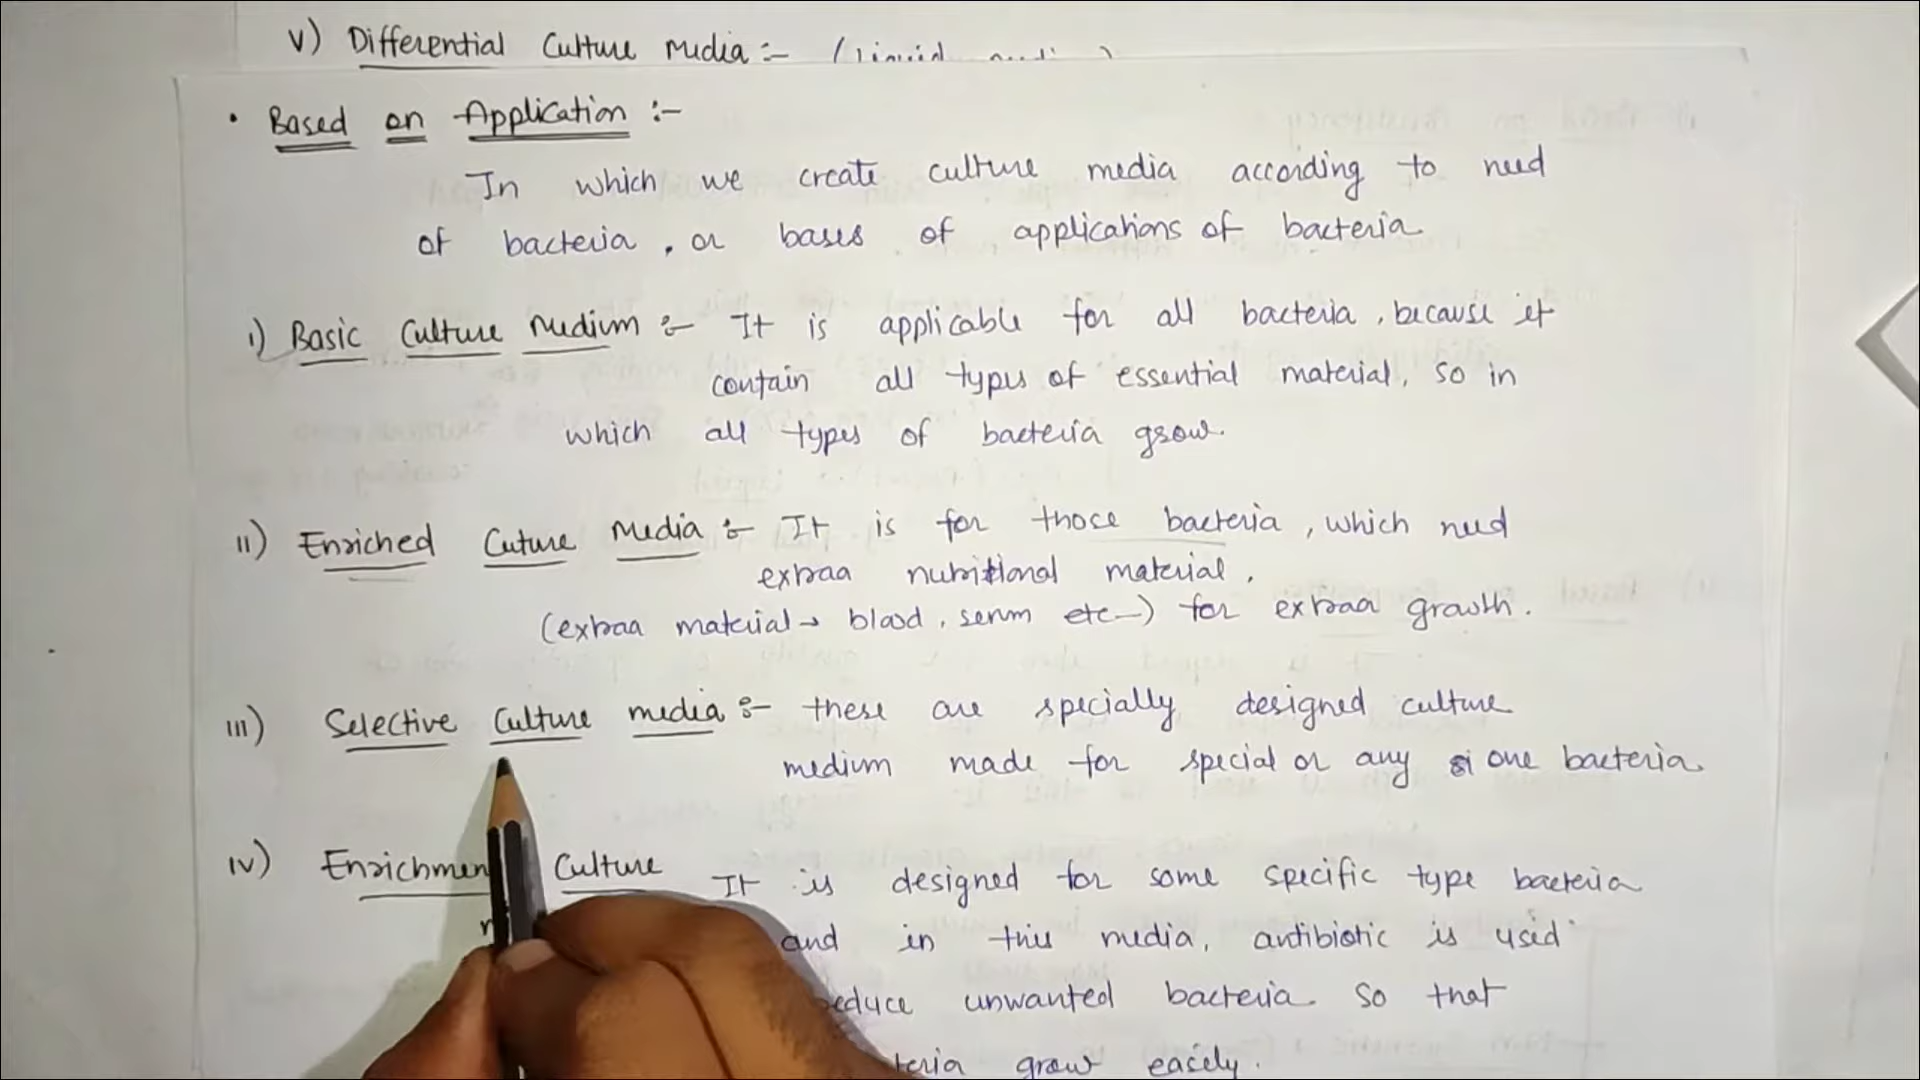 v) Differential Culture Media :-
• Based on Application :-
In which we create culture media according to need
of bacteria, or bases of applications of bacteria
i) Basic Culture Medium :- It is applicable for all bacteria, because it
contain all types of essential material, so in
which all types of bacteria grow.
ii) Enriched Cuture Media :- It is for those bacteria, which need
extraa nutritional material,
(extraa material → blood, serum etc—) for extraa growth.
iii) Selective Culture media :- these are specially designed culture
medium made for special or any one bacteria
iv) Enrichmen Culture It is designed for some specific type bacteria
and in this media, antibiotic is used
unwanted bacteria so that
grow easely.